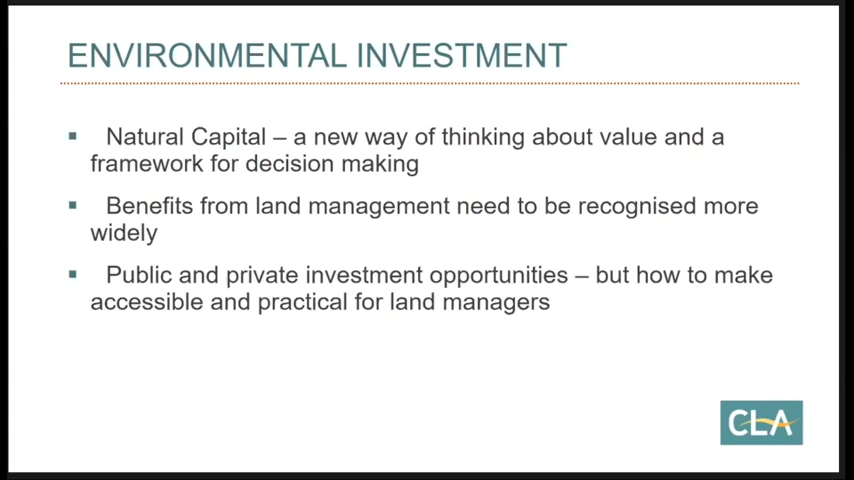 ENVIRONMENTAL INVESTMENT
Natural Capital – a new way of thinking about value and a
framework for decision making
Benefits from land management need to be recognised more
widely
Public and private investment opportunities – but how to make
accessible and practical for land managers
CLA